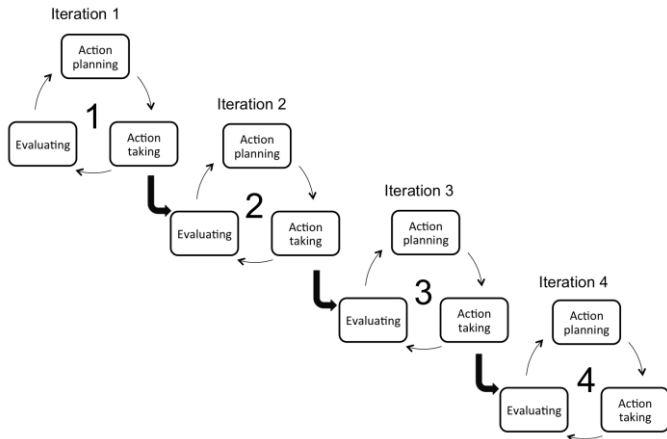 Iteration 1
Action
planning
1
Evaluating
Action
taking
Iteration 2
Action
planning
2
Evaluating
Action
taking
Iteration 3
Action
planning
3
Evaluating
Action
taking
Iteration 4
Action
planning
4
Evaluating
Action
taking